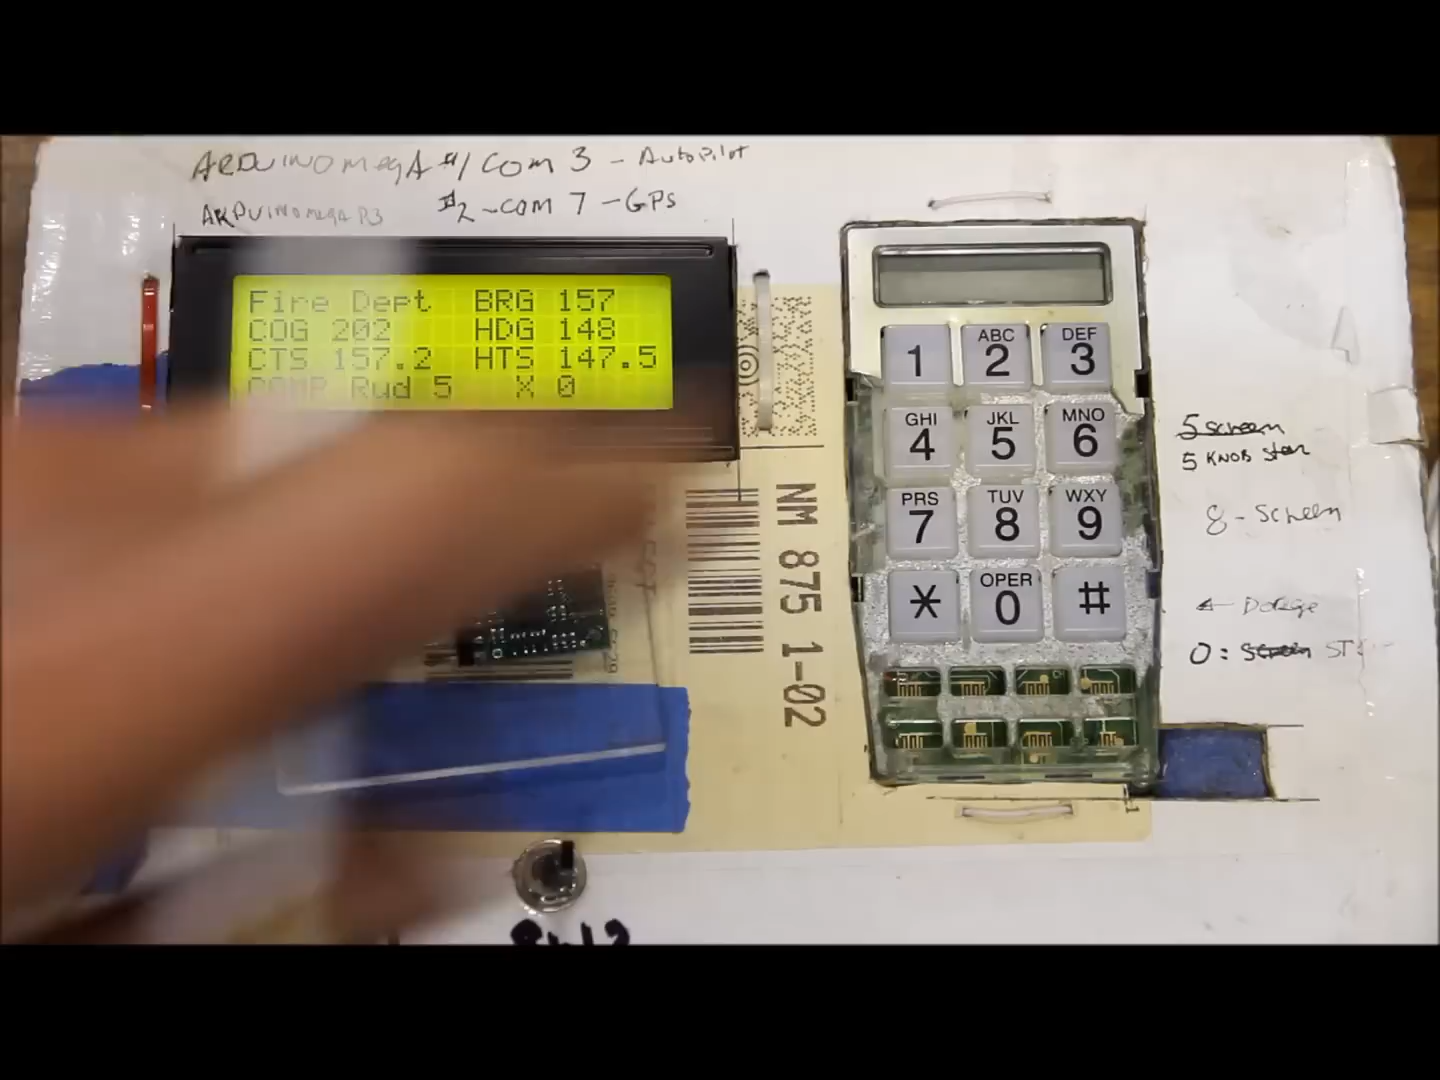 ARDUINO mega #1 Com 3 - AutoPilot
ARDUINO mega R3 #2 - Com 7 - GPS
Fire Dept BRG 157
COG 202 HDG 148
CTS 157.2 HTS 147.5
COMP Rud 5 X 0
1
ABC
2
DEF
3
GHI
4
JKL
5
MNO
6
PRS
7
TUV
8
WXY
9
*
OPER
0
#
NM 875 1-02
5 screen
5 KNOB
8 - Screen
0 : Screen